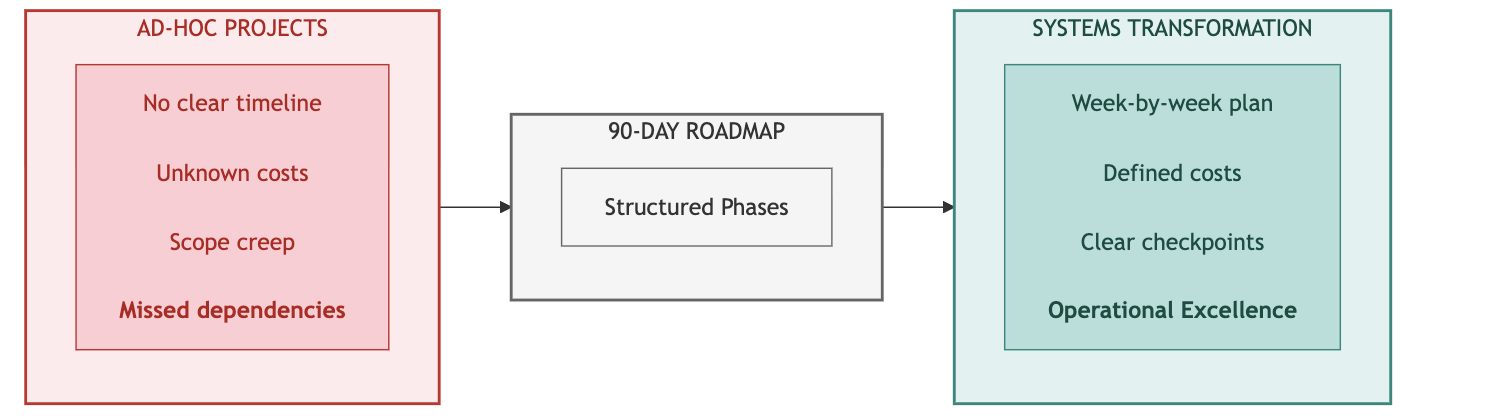 AD-HOC PROJECTS
No clear timeline
Unknown costs
Scope creep
Missed dependencies
90-DAY ROADMAP
Structured Phases
SYSTEMS TRANSFORMATION
Week-by-week plan
Defined costs
Clear checkpoints
Operational Excellence